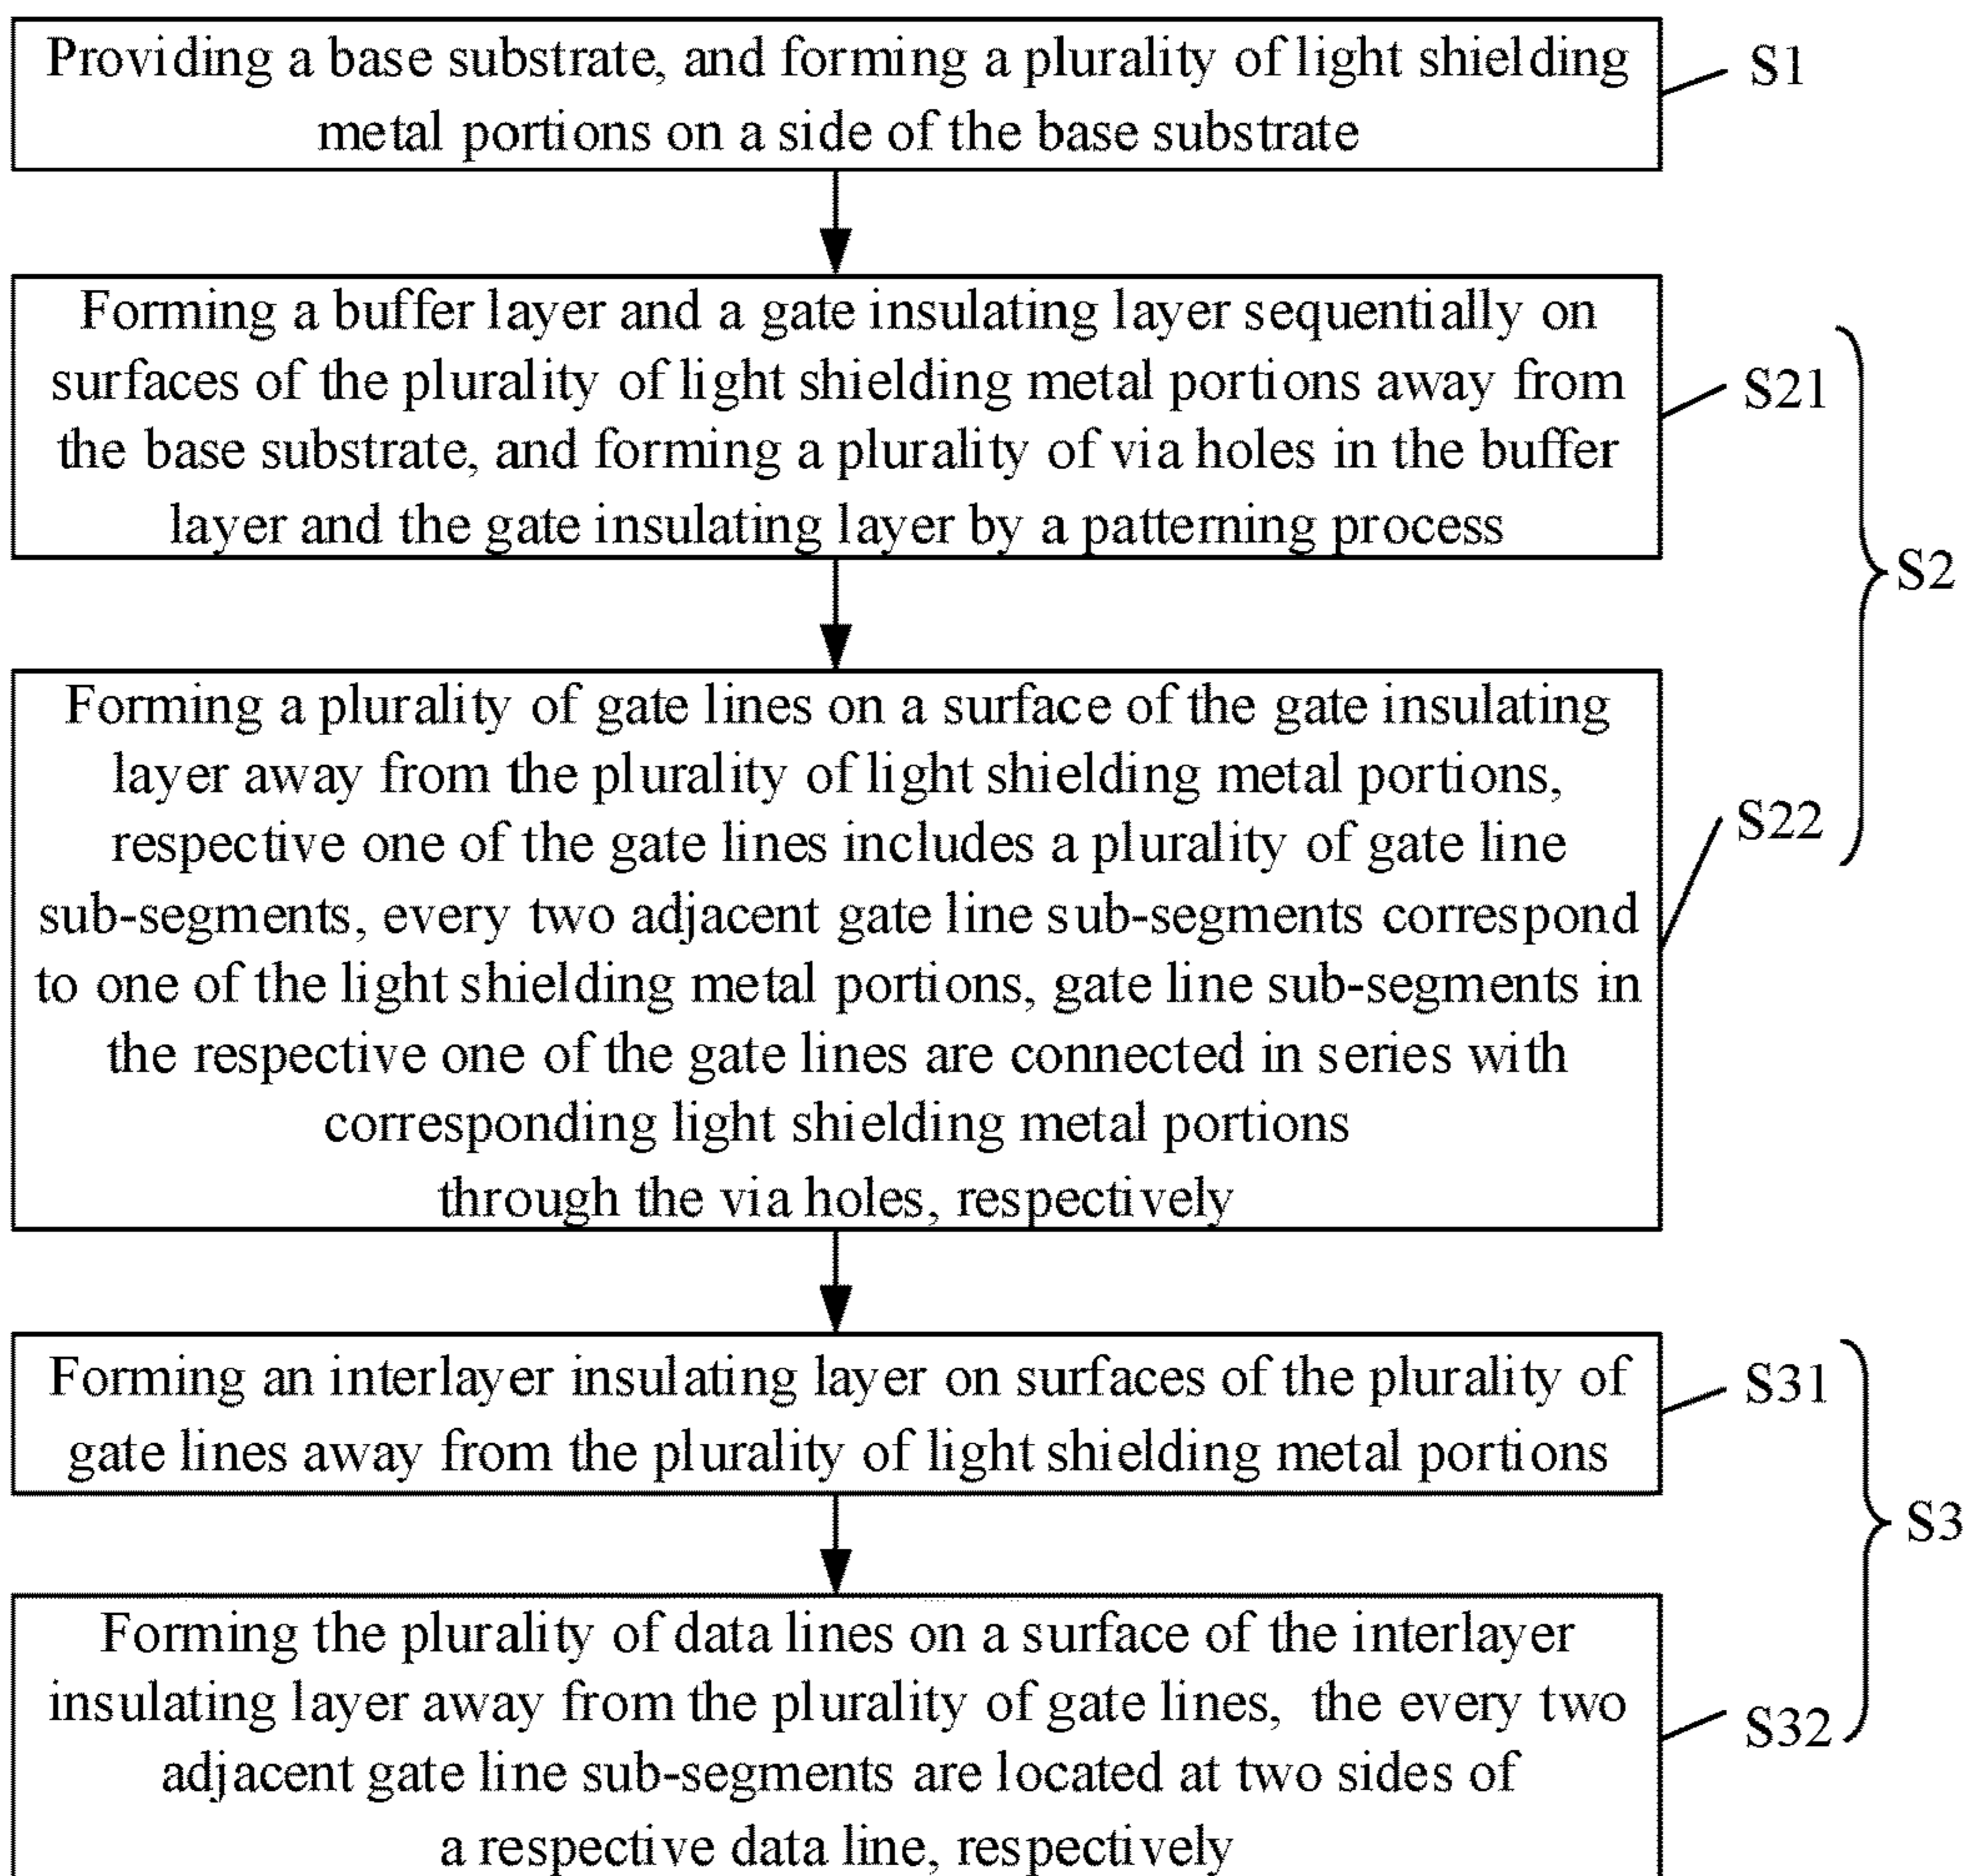 Providing a base substrate, and forming a plurality of light shielding
metal portions on a side of the base substrate
S1
Forming a buffer layer and a gate insulating layer sequentially on
surfaces of the plurality of light shielding metal portions away from
the base substrate, and forming a plurality of via holes in the buffer
layer and the gate insulating layer by a patterning process
S21
S2
Forming a plurality of gate lines on a surface of the gate insulating
layer away from the plurality of light shielding metal portions,
respective one of the gate lines includes a plurality of gate line
sub-segments, every two adjacent gate line sub-segments correspond
to one of the light shielding metal portions, gate line sub-segments in
the respective one of the gate lines are connected in series with
corresponding light shielding metal portions
through the via holes, respectively
S22
Forming an interlayer insulating layer on surfaces of the plurality of
gate lines away from the plurality of light shielding metal portions
S31
S3
Forming the plurality of data lines on a surface of the interlayer
insulating layer away from the plurality of gate lines, the every two
adjacent gate line sub-segments are located at two sides of
a respective data line, respectively
S32